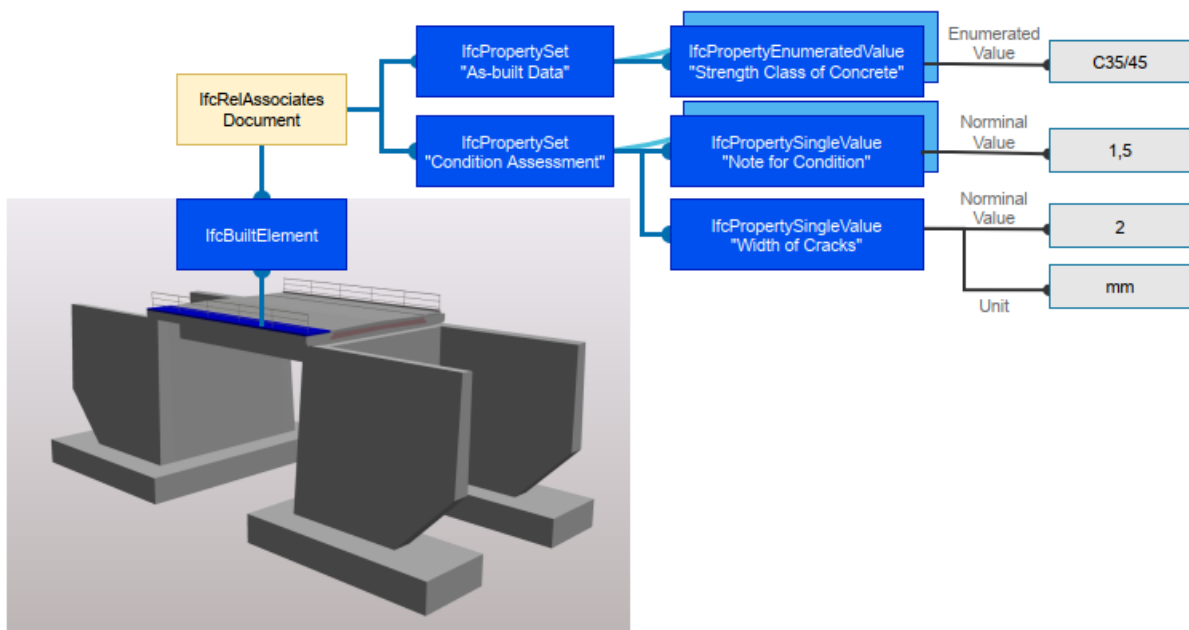 IfcRelAssociates
Document
IfcBuiltElement
IfcPropertySet
"As-built Data"
IfcPropertyEnumeratedValue
"Strength Class of Concrete"
Enumerated
Value
C35/45
IfcPropertySet
"Condition Assessment"
IfcPropertySingleValue
"Note for Condition"
Norminal
Value
1,5
IfcPropertySingleValue
"Width of Cracks"
Norminal
Value
2
mm
Unit